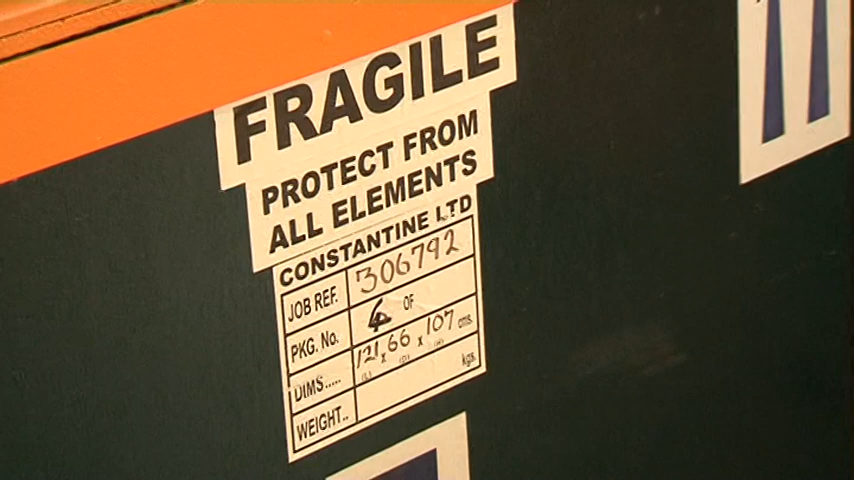 FRAGILE
PROTECT FROM
ALL ELEMENTS
CONSTANTINE LTD
JOB REF. 306792
PKG. No. 6 OF
DIMS..... 121 x 66 x 107 cms.
(L) (D) (H)
WEIGHT.. kgs.